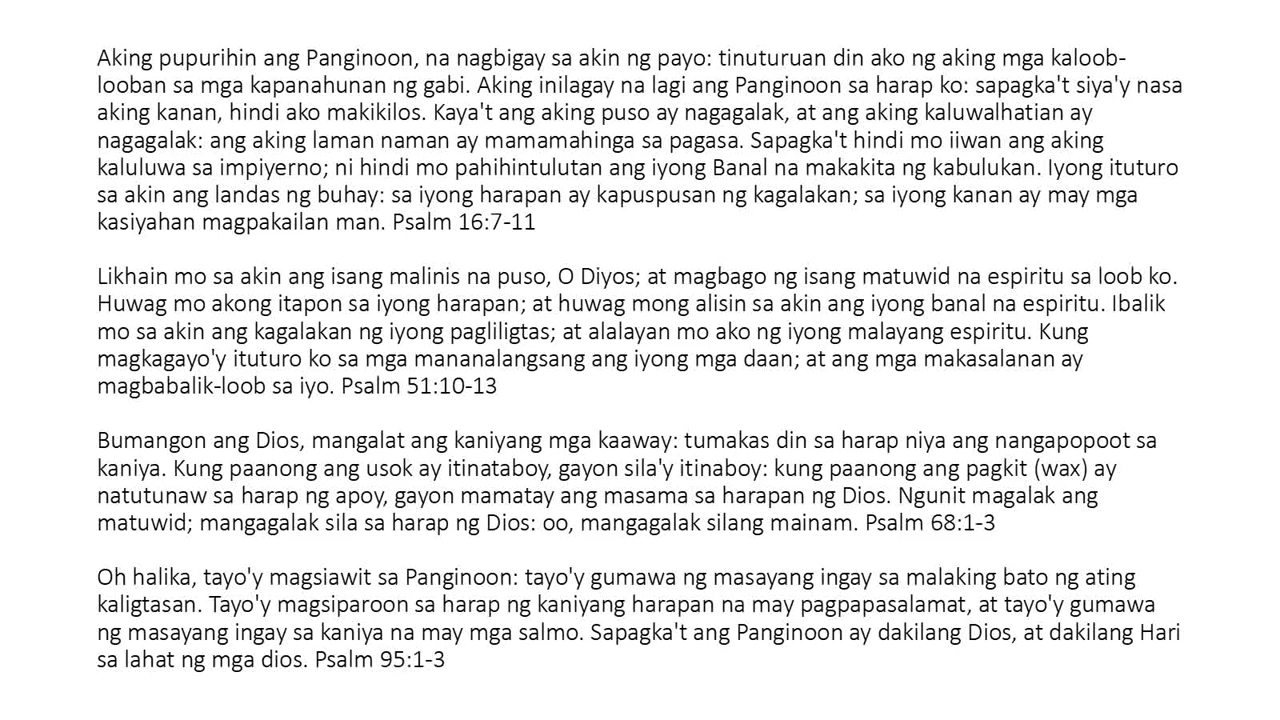 Aking pupurihin ang Panginoon, na nagbigay sa akin ng payo: tinuturuan din ako ng aking mga kaloob-
looban sa mga kapanahunan ng gabi. Aking inilagay na lagi ang Panginoon sa harap ko: sapagka't siya'y nasa
aking kanan, hindi ako makikilos. Kaya't ang aking puso ay nagagalak, at ang aking kaluwalhatian ay
nagagalak: ang aking laman naman ay mamamahinga sa pagasa. Sapagka't hindi mo iiwan ang aking
kaluluwa sa impiyerno; ni hindi mo pahihintulutan ang iyong Banal na makakita ng kabulukan. Iyong ituturo
sa akin ang landas ng buhay: sa iyong harapan ay kapuspusan ng kagalakan; sa iyong kanan ay may mga
kasiyahan magpakailan man. Psalm 16:7-11
Likhain mo sa akin ang isang malinis na puso, O Diyos; at magbago ng isang matuwid na espiritu sa loob ko.
Huwag mo akong itapon sa iyong harapan; at huwag mong alisin sa akin ang iyong banal na espiritu. Ibalik
mo sa akin ang kagalakan ng iyong pagliligtas; at alalayan mo ako ng iyong malayang espiritu. Kung
magkagayo'y ituturo ko sa mga mananalangsang ang iyong mga daan; at ang mga makasalanan ay
magbabalik-loob sa iyo. Psalm 51:10-13
Bumangon ang Dios, mangalat ang kaniyang mga kaaway: tumakas din sa harap niya ang nangapopoot sa
kaniya. Kung paanong ang usok ay itinataboy, gayon sila'y itinaboy: kung paanong ang pagkit (wax) ay
natutunaw sa harap ng apoy, gayon mamatay ang masama sa harapan ng Dios. Ngunit magalak ang
matuwid; mangagalak sila sa harap ng Dios: oo, mangagalak silang mainam. Psalm 68:1-3
Oh halika, tayo'y magsiawit sa Panginoon: tayo'y gumawa ng masayang ingay sa malaking bato ng ating
kaligtasan. Tayo'y magsiparoon sa harap ng kaniyang harapan na may pagpapasalamat, at tayo'y gumawa
ng masayang ingay sa kaniya na may mga salmo. Sapagka't ang Panginoon ay dakilang Dios, at dakilang Hari
sa lahat ng mga dios. Psalm 95:1-3